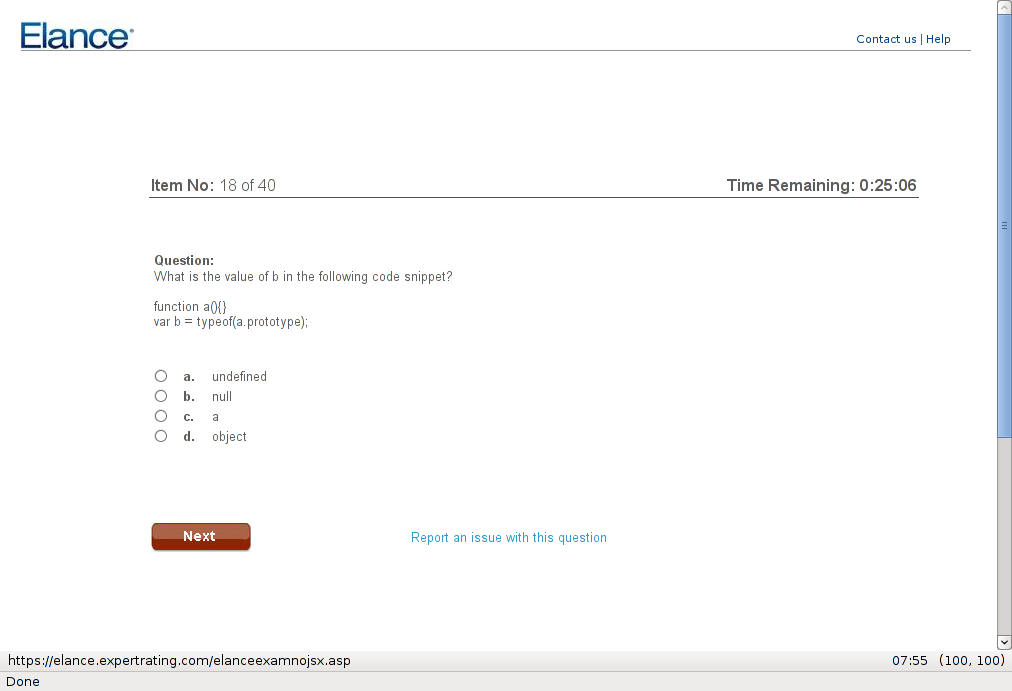 Elance®
Contact us | Help
Item No: 18 of 40
Time Remaining: 0:25:06
Question:
What is the value of b in the following code snippet?
function a(){}
var b = typeof(a.prototype);
a. undefined
b. null
c. a
d. object
Next
Report an issue with this question
https://elance.expertrating.com/elanceexamnojsx.asp
07:55 (100, 100)
Done